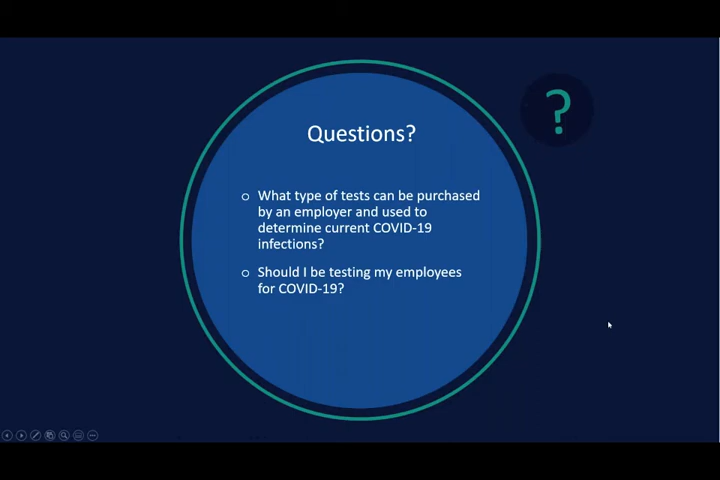 ?
Questions?
o What type of tests can be purchased
by an employer and used to
determine current COVID-19
infections?
o Should I be testing my employees
for COVID-19?